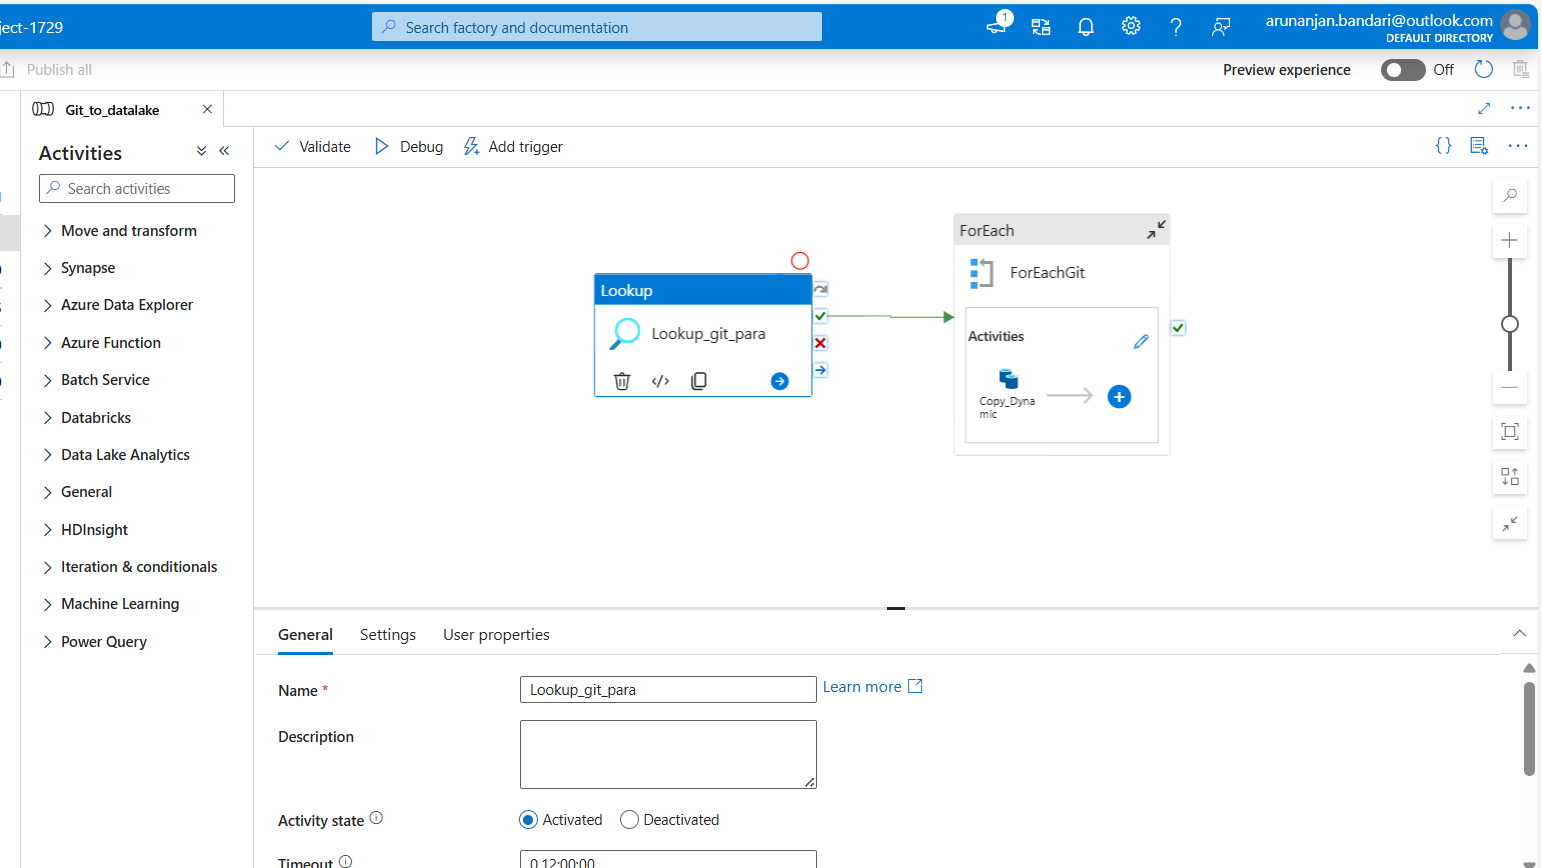 ject-1729
Search factory and documentation
1
arunanjan.bandari@outlook.com
DEFAULT DIRECTORY
Publish all
Preview experience
Off
Git_to_datalake
Activities
Search activities
Move and transform
Synapse
Azure Data Explorer
Azure Function
Batch Service
Databricks
Data Lake Analytics
General
HDInsight
Iteration & conditionals
Machine Learning
Power Query
Validate
Debug
Add trigger
Lookup
Lookup_git_para
ForEach
ForEachGit
Activities
Copy_Dyna
mic
General
Settings
User properties
Name *
Lookup_git_para
Learn more
Description
Activity state
Activated
Deactivated
Timeout
0.12:00:00